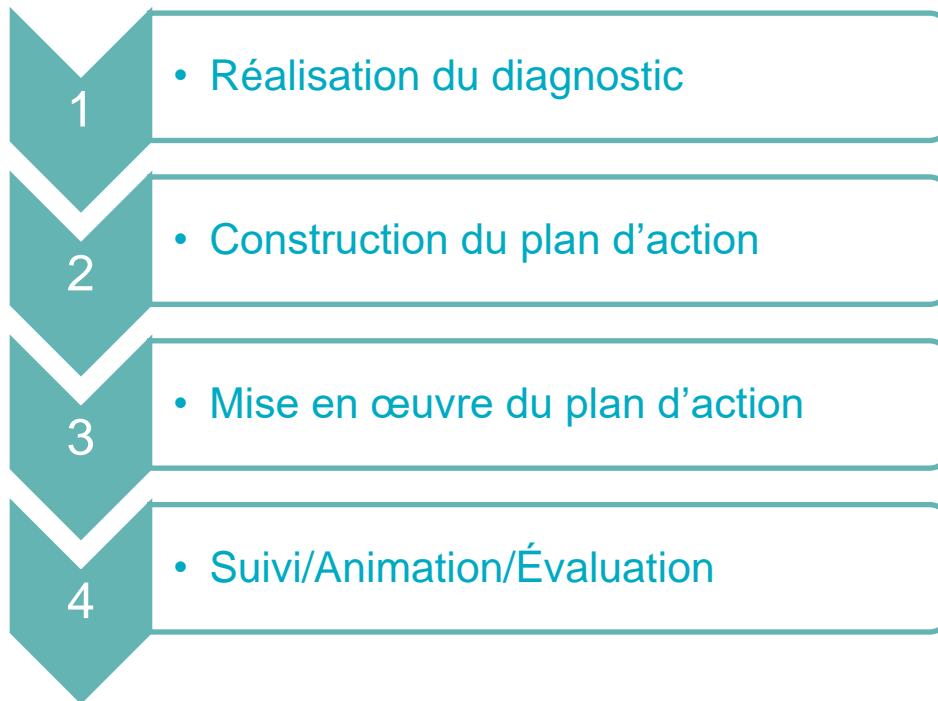 1
• Réalisation du diagnostic
2
• Construction du plan d’action
3
• Mise en œuvre du plan d’action
4
• Suivi/Animation/Évaluation